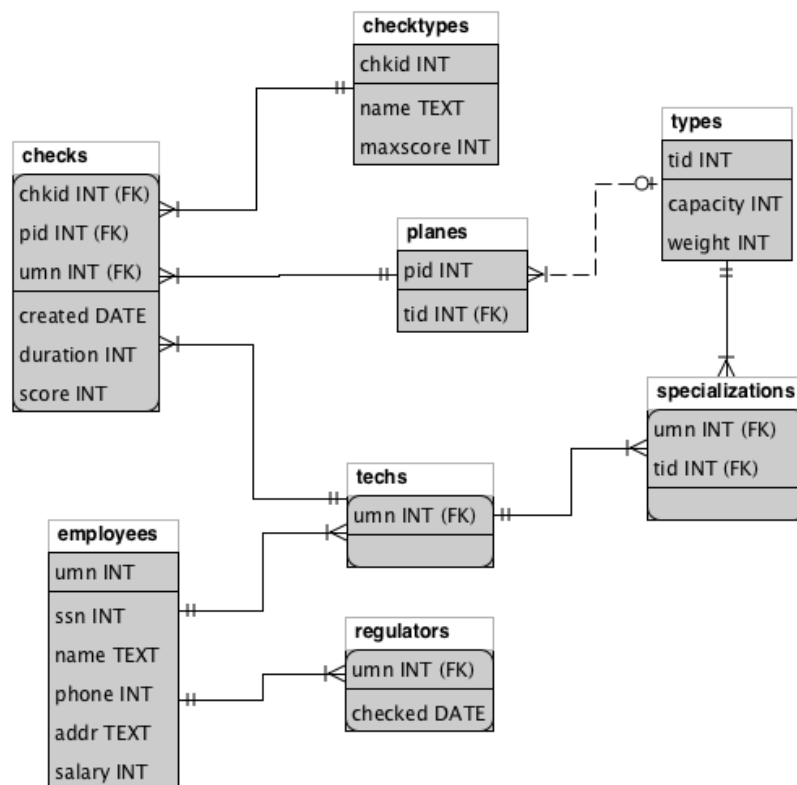 checktypes
chkid INT
name TEXT
maxscore INT
types
tid INT
capacity INT
weight INT
checks
chkid INT (FK)
pid INT (FK)
umn INT (FK)
created DATE
duration INT
score INT
planes
pid INT
tid INT (FK)
specializations
umn INT (FK)
tid INT (FK)
techs
umn INT (FK)
employees
umn INT
ssn INT
name TEXT
phone INT
addr TEXT
salary INT
regulators
umn INT (FK)
checked DATE